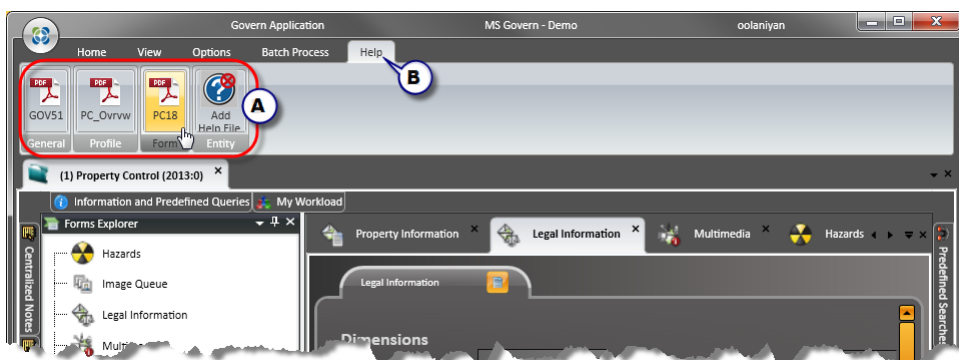 Govern Application MS Govern - Demo oolaniyan
Home View Options Batch Process Help
B
PDF PDF PDF
A
GOV51 PC_Ovrvw PC18 Add
Help File
General Profile Form Entity
(1) Property Control (2013:0)
Information and Predefined Queries My Workload
Forms Explorer
Property Information Legal Information Multimedia Hazards
Hazards
Image Queue
Legal Information
Centralized Notes
Predefined Searches
Legal Information
Dimensions